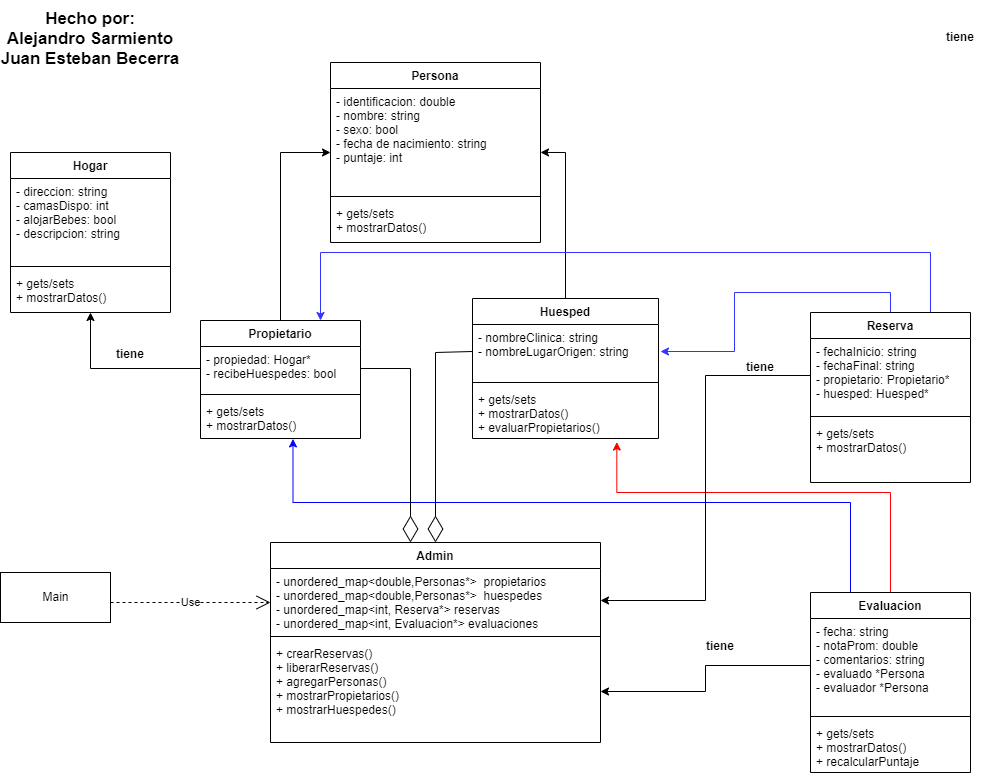 Hecho por:
Alejandro Sarmiento
Juan Esteban Becerra
tiene
Persona
- identificacion: double
- nombre: string
- sexo: bool
- fecha de nacimiento: string
- puntaje: int
+ gets/sets
+ mostrarDatos()
Hogar
- direccion: string
- camasDispo: int
- alojarBebes: bool
- descripcion: string
+ gets/sets
+ mostrarDatos()
tiene
Propietario
- propiedad: Hogar*
- recibeHuespedes: bool
+ gets/sets
+ mostrarDatos()
Huesped
- nombreClinica: string
- nombreLugarOrigen: string
+ gets/sets
+ mostrarDatos()
+ evaluarPropietarios()
tiene
Reserva
- fechaInicio: string
- fechaFinal: string
- propietario: Propietario*
- huesped: Huesped*
+ gets/sets
+ mostrarDatos()
Main
Use
Admin
- unordered_map<double,Personas*> propietarios
- unordered_map<double,Personas*> huespedes
- unordered_map<int, Reserva*> reservas
- unordered_map<int, Evaluacion*> evaluaciones
+ crearReservas()
+ liberarReservas()
+ agregarPersonas()
+ mostrarPropietarios()
+ mostrarHuespedes()
tiene
Evaluacion
- fecha: string
- notaProm: double
- comentarios: string
- evaluado *Persona
- evaluador *Persona
+ gets/sets
+ mostrarDatos()
+ recalcularPuntaje